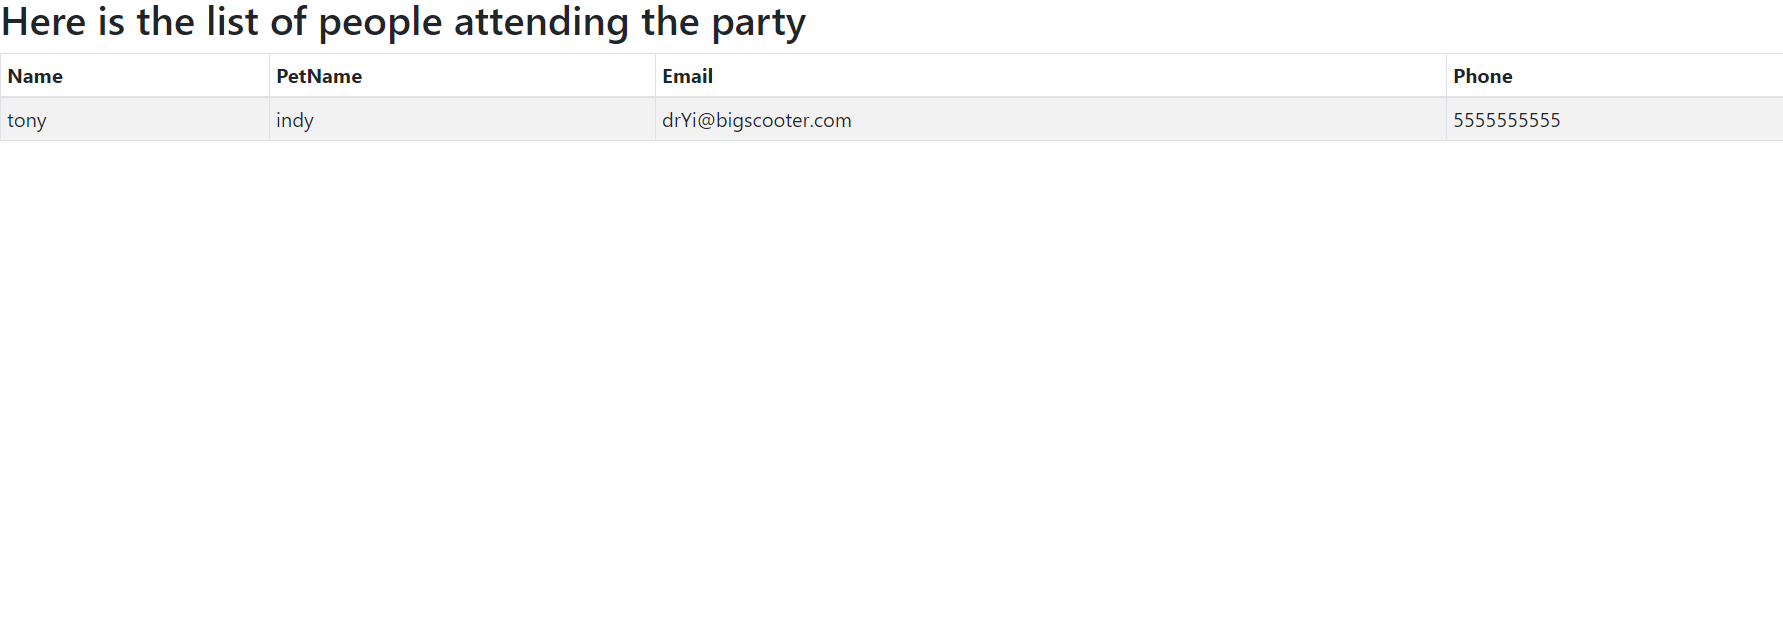 Here is the list of people attending the party
Name PetName Email Phone
tony indy drYi@bigscooter.com 5555555555